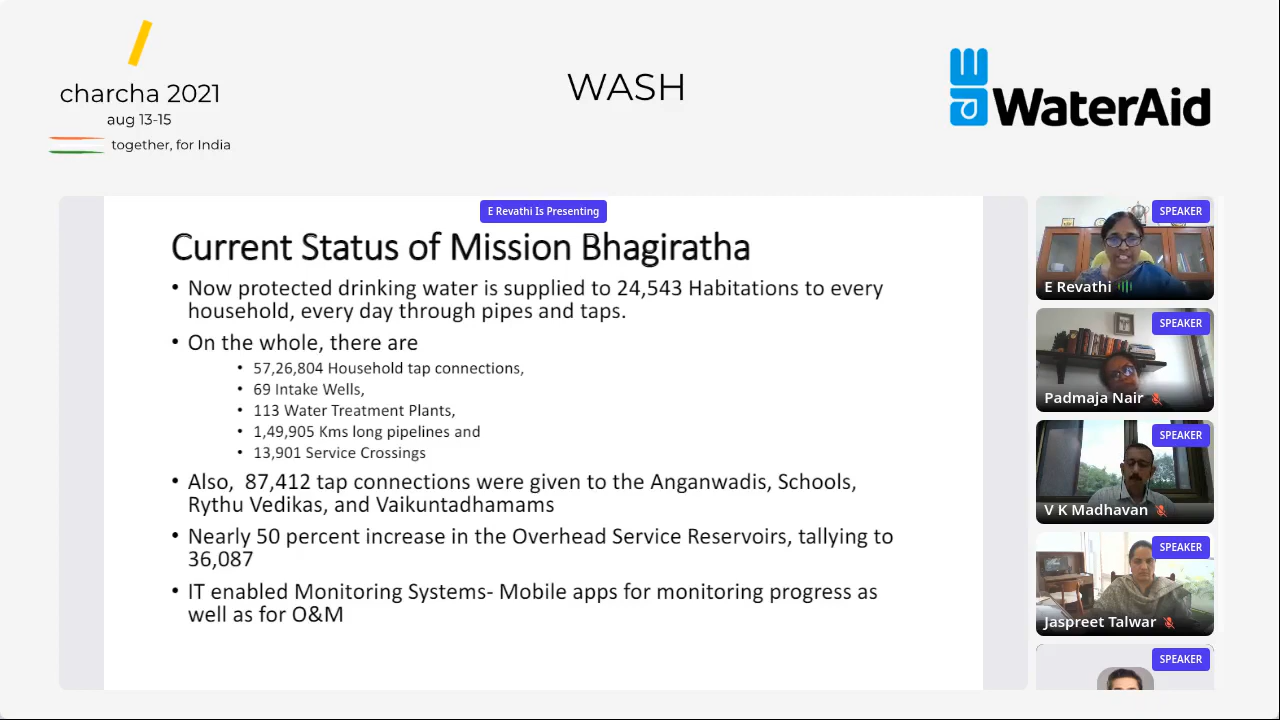 charcha 2021
aug 13-15
together, for India
WASH
WaterAid
E Revathi Is Presenting
Current Status of Mission Bhagiratha
• Now protected drinking water is supplied to 24,543 Habitations to every
household, every day through pipes and taps.
• On the whole, there are
• 57,26,804 Household tap connections,
• 69 Intake Wells,
• 113 Water Treatment Plants,
• 1,49,905 Kms long pipelines and
• 13,901 Service Crossings
• Also, 87,412 tap connections were given to the Anganwadis, Schools,
Rythu Vedikas, and Vaikuntadhamams
• Nearly 50 percent increase in the Overhead Service Reservoirs, tallying to
36,087
• IT enabled Monitoring Systems- Mobile apps for monitoring progress as
well as for O&M
SPEAKER
E Revathi
SPEAKER
Padmaja Nair
SPEAKER
V K Madhavan
SPEAKER
Jaspreet Talwar
SPEAKER